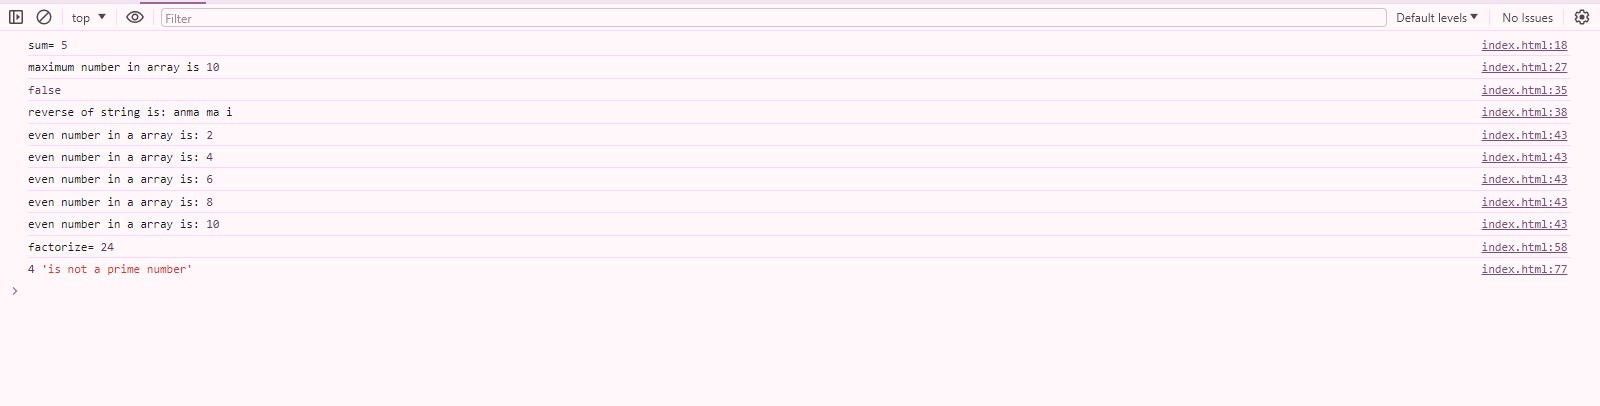 top Filter Default levels No Issues
sum= 5 index.html:18
maximum number in array is 10 index.html:27
false index.html:35
reverse of string is: anma ma i index.html:38
even number in a array is: 2 index.html:43
even number in a array is: 4 index.html:43
even number in a array is: 6 index.html:43
even number in a array is: 8 index.html:43
even number in a array is: 10 index.html:43
factorize= 24 index.html:58
4 'is not a prime number' index.html:77